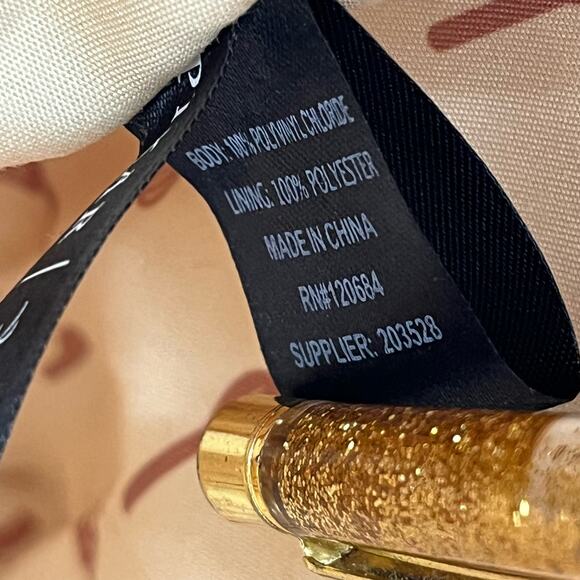 BODY: 100% POLYVINYL CHLORIDE
LINING: 100% POLYESTER
MADE IN CHINA
RN#120684
SUPPLIER: 203528